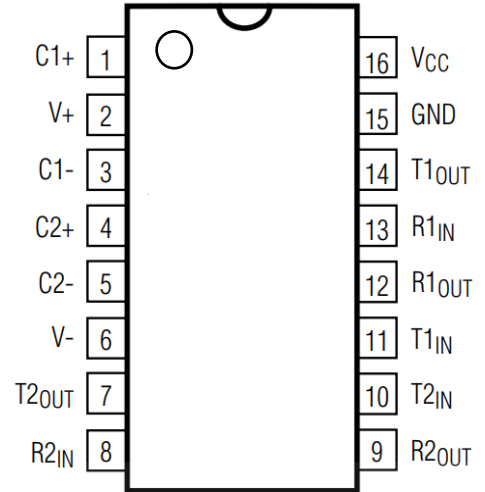 C1+ 1 16 VCC
V+ 2 15 GND
C1- 3 14 T1OUT
C2+ 4 13 R1IN
C2- 5 12 R1OUT
V- 6 11 T1IN
T2OUT 7 10 T2IN
R2IN 8 9 R2OUT